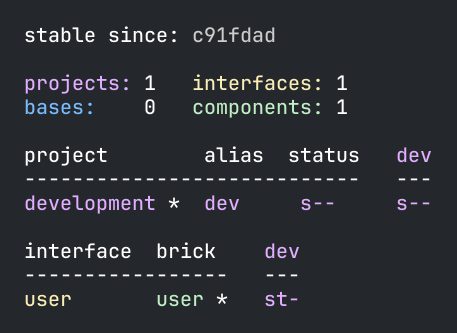 stable since: c91fdad
projects: 1 interfaces: 1
bases: 0 components: 1
project alias status dev
---------------------------- ---
development * dev s-- s--
interface brick dev
----------------- ---
user user * st-